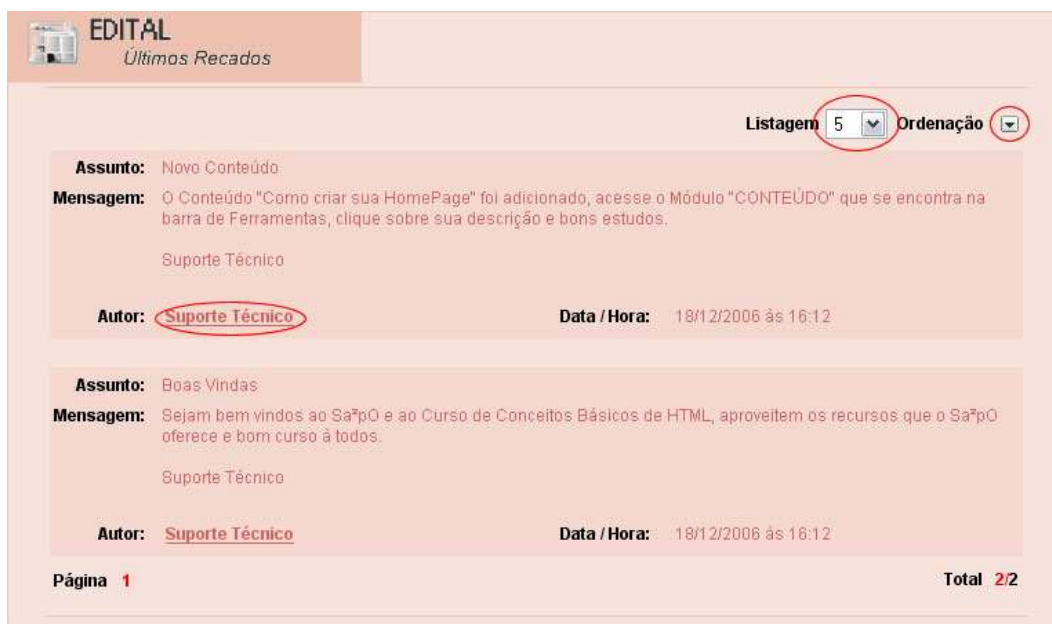 EDITAL
Últimos Recados
Listagem 5 Ordenação
Assunto: Novo Conteúdo
Mensagem: O Conteúdo "Como criar sua HomePage" foi adicionado, acesse o Módulo "CONTEÚDO" que se encontra na
barra de Ferramentas, clique sobre sua descrição e bons estudos.
Suporte Técnico
Autor: Suporte Técnico Data / Hora: 18/12/2006 às 16:12
Assunto: Boas Vindas
Mensagem: Sejam bem vindos ao Sa²pO e ao Curso de Conceitos Básicos de HTML, aproveitem os recursos que o Sa²pO
oferece e bom curso à todos.
Suporte Técnico
Autor: Suporte Técnico Data / Hora: 18/12/2006 às 16:12
Página 1 Total 2/2